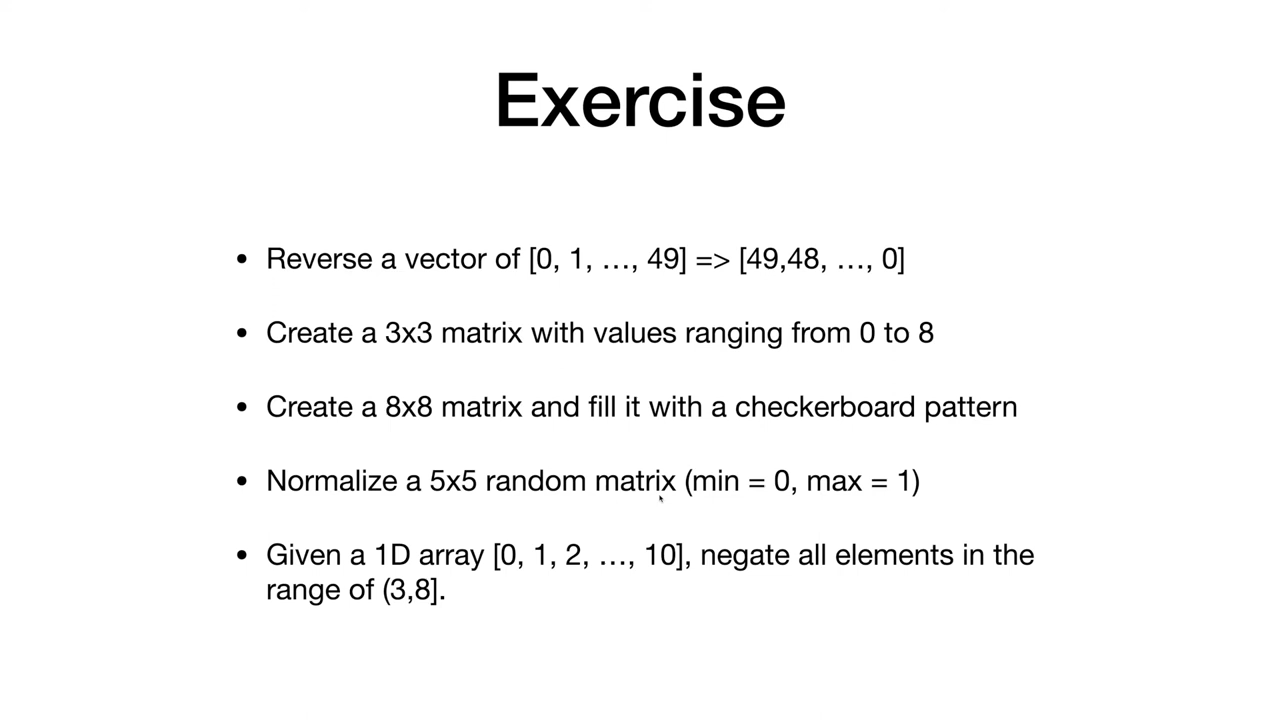 Exercise
• Reverse a vector of [0, 1, …, 49] => [49,48, …, 0]
• Create a 3x3 matrix with values ranging from 0 to 8
• Create a 8x8 matrix and fill it with a checkerboard pattern
• Normalize a 5x5 random matrix (min = 0, max = 1)
• Given a 1D array [0, 1, 2, …, 10], negate all elements in the
range of (3,8].